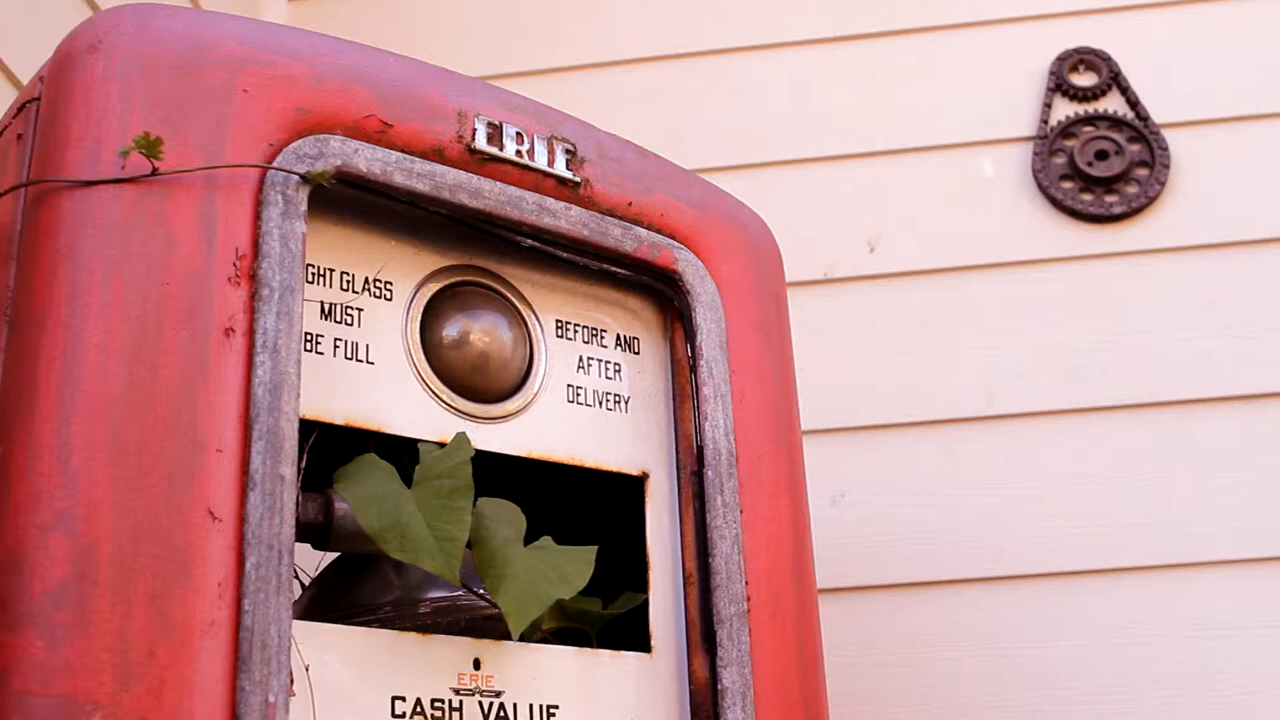 ERIE
GHT GLASS
MUST
BE FULL
BEFORE AND
AFTER
DELIVERY
ERIE
CASH VALUE